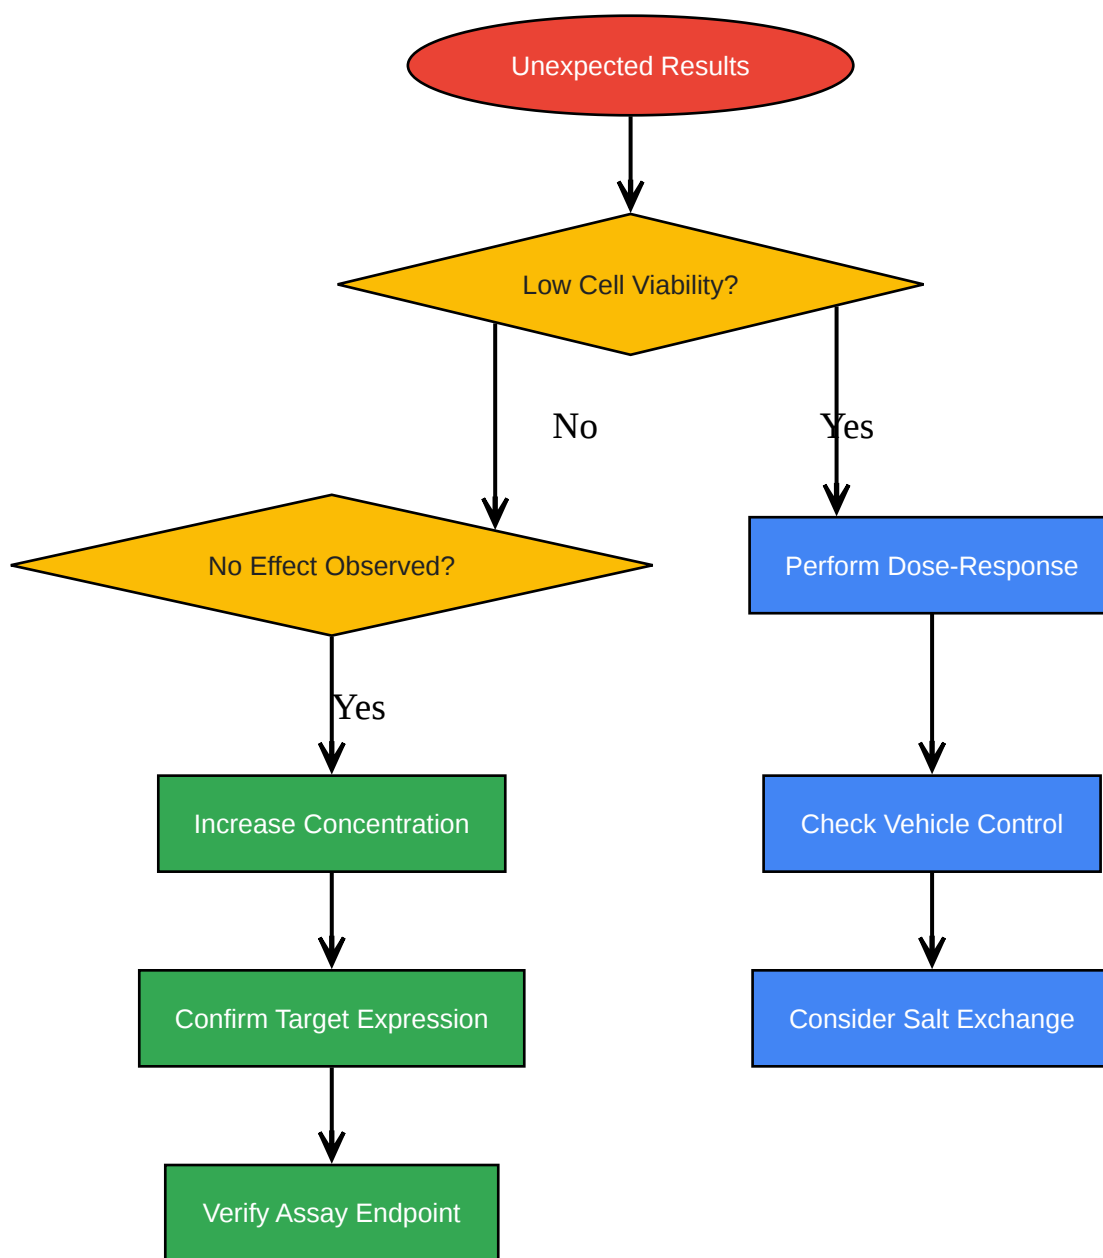 Unexpected Results
Low Cell Viability?
No
Yes
No Effect Observed?
Perform Dose-Response
Yes
Increase Concentration
Check Vehicle Control
Confirm Target Expression
Consider Salt Exchange
Verify Assay Endpoint